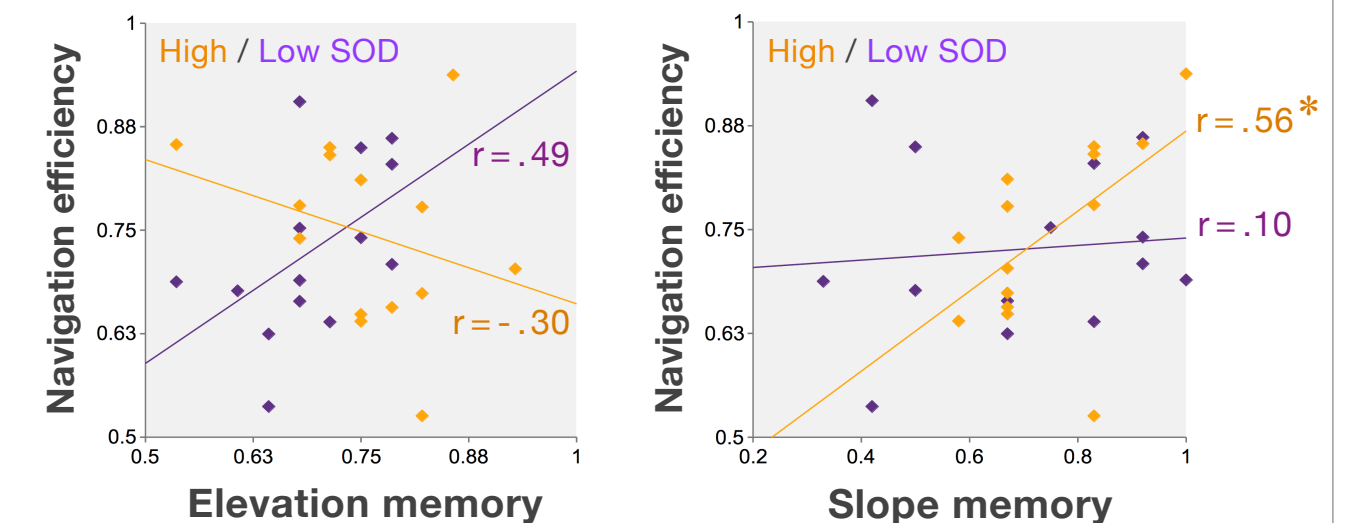 1
High / Low SOD
0.88
r=.49
0.75
0.63
r=-.30
0.5
0.5 0.63 0.75 0.88 1
Navigation efficiency
Elevation memory
1
High / Low SOD
0.88
r=.56*
0.75
r=.10
0.63
0.5
0.2 0.4 0.6 0.8 1
Navigation efficiency
Slope memory